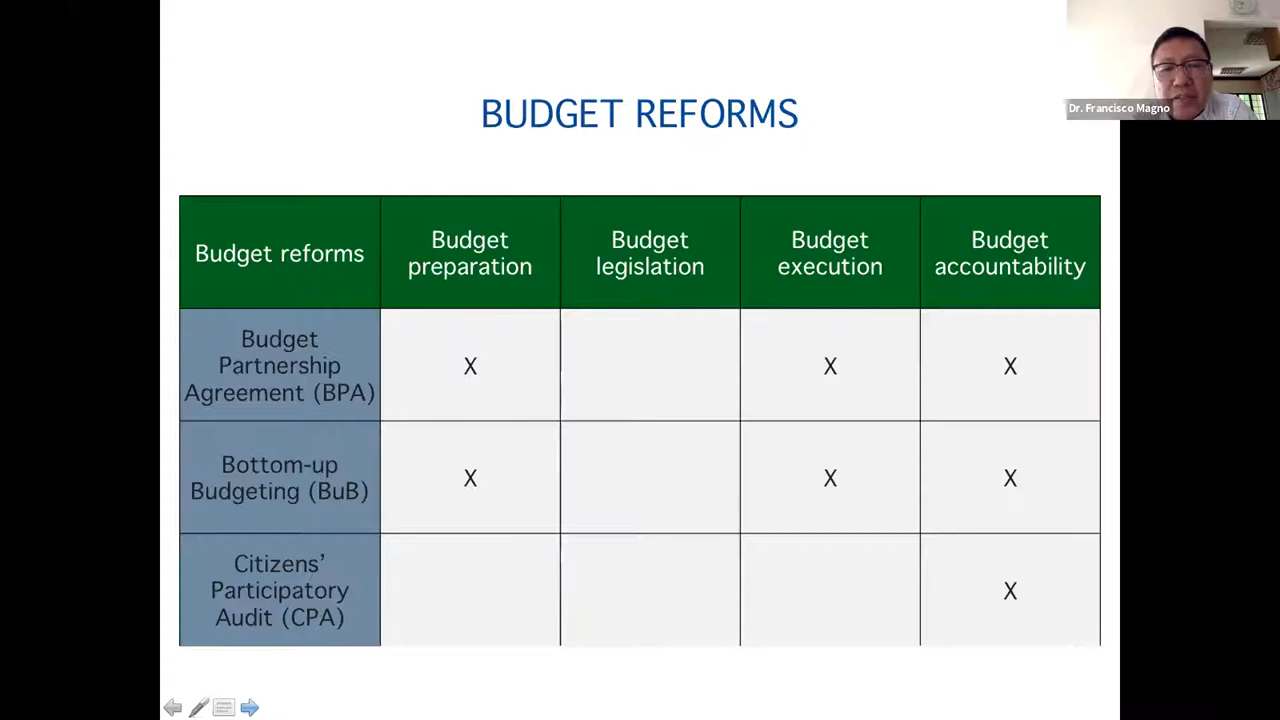 Dr. Francisco Magno
BUDGET REFORMS
Budget reforms
Budget
preparation
Budget
legislation
Budget
execution
Budget
accountability
Budget
Partnership
Agreement (BPA)
X
X
X
Bottom-up
Budgeting (BuB)
X
X
X
Citizens’
Participatory
Audit (CPA)
X